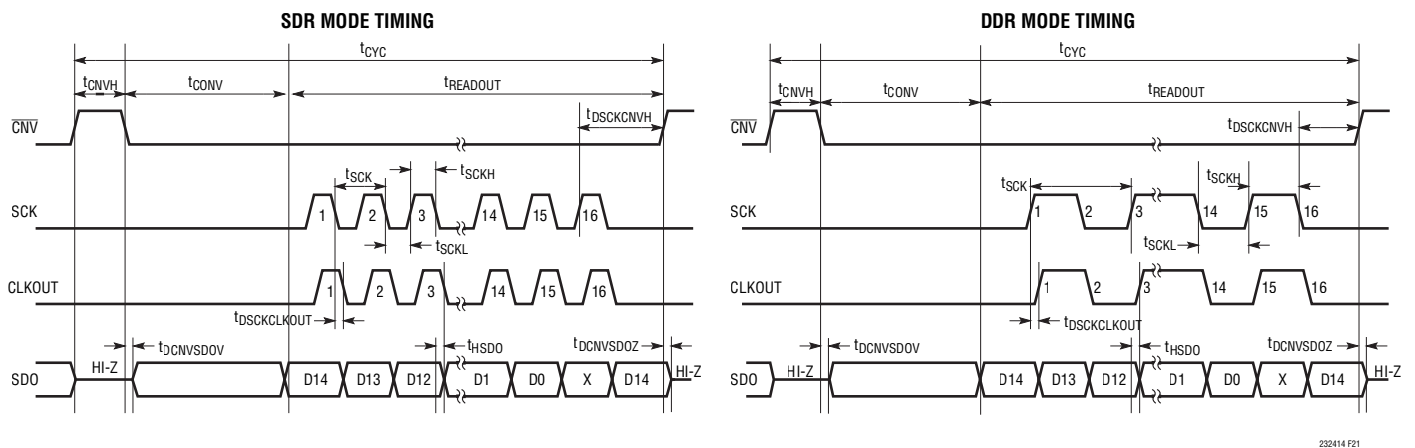 SDR MODE TIMING
tCYC
tCNVH
tCONV
tREADOUT
tDSCKCNVH
CNV
tSCK
tSCKH
SCK
1 2 3 14 15 16
tSCKL
CLKOUT
1 2 3 14 15 16
tDSCKCLKOUT
tDCNVSDOV
tHSDO
tDCNVSDOZ
SDO
HI-Z
D14 D13 D12 D1 D0 X D14
HI-Z
DDR MODE TIMING
tCYC
tCNVH
tCONV
tREADOUT
tDSCKCNVH
CNV
tSCK
tSCKH
SCK
1 2 3 14 15 16
tSCKL
CLKOUT
1 2 3 14 15 16
tDSCKCLKOUT
tDCNVSDOV
tHSDO
tDCNVSDOZ
SDO
HI-Z
D14 D13 D12 D1 D0 X D14
HI-Z
232414 F21